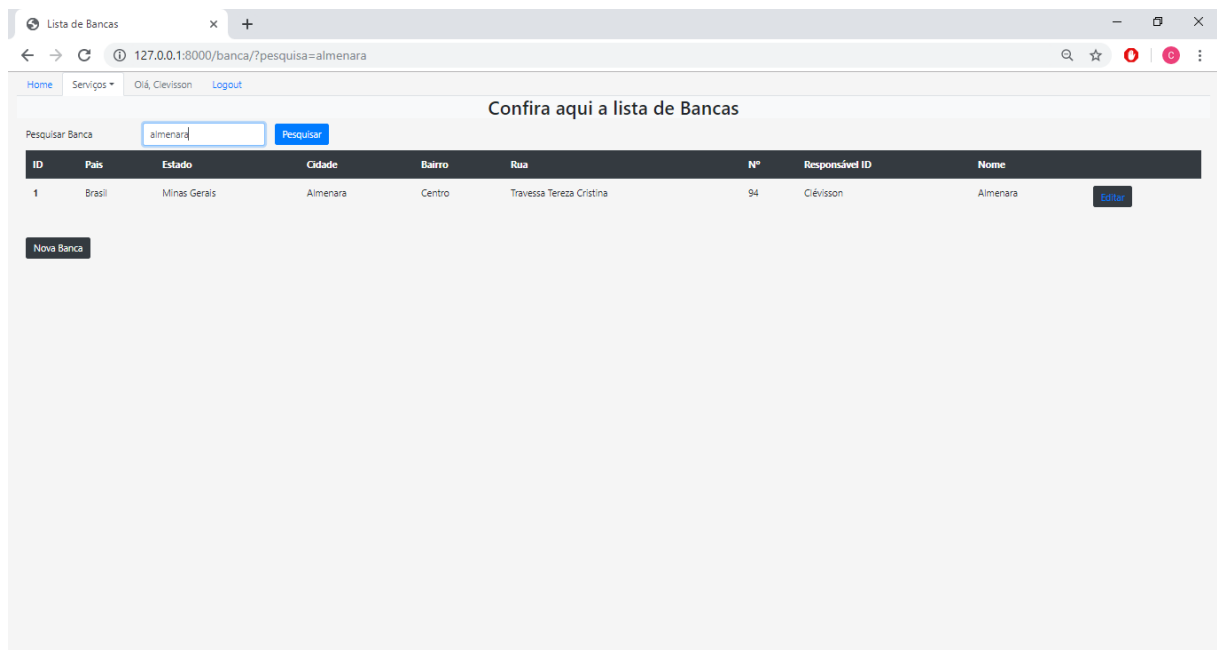 Lista de Bancas
127.0.0.1:8000/banca/?pesquisa=almenara
C
Home Serviços Olá, Clevisson Logout
Confira aqui a lista de Bancas
Pesquisar Banca almenara Pesquisar
ID País Estado Cidade Bairro Rua Nº Responsável ID Nome
1 Brasil Minas Gerais Almenara Centro Travessa Tereza Cristina 94 Clévisson Almenara Editar
Nova Banca